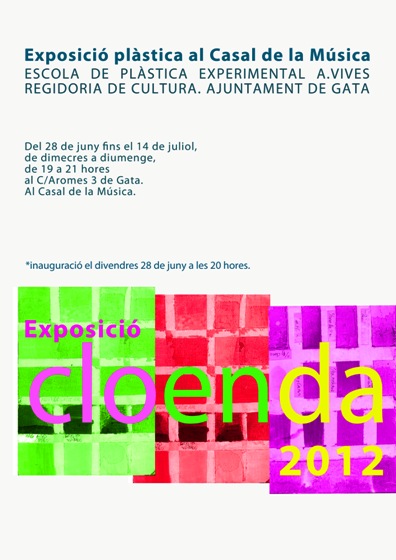 Exposició plàstica al Casal de la Música
ESCOLA DE PLÀSTICA EXPERIMENTAL A.VIVES
REGIDORIA DE CULTURA. AJUNTAMENT DE GATA
Del 28 de juny fins el 14 de juliol,
de dimecres a diumenge,
de 19 a 21 hores
al C/Aromes 3 de Gata.
Al Casal de la Música.
*inauguració el divendres 28 de juny a les 20 hores.
Exposició
cloenda
2012